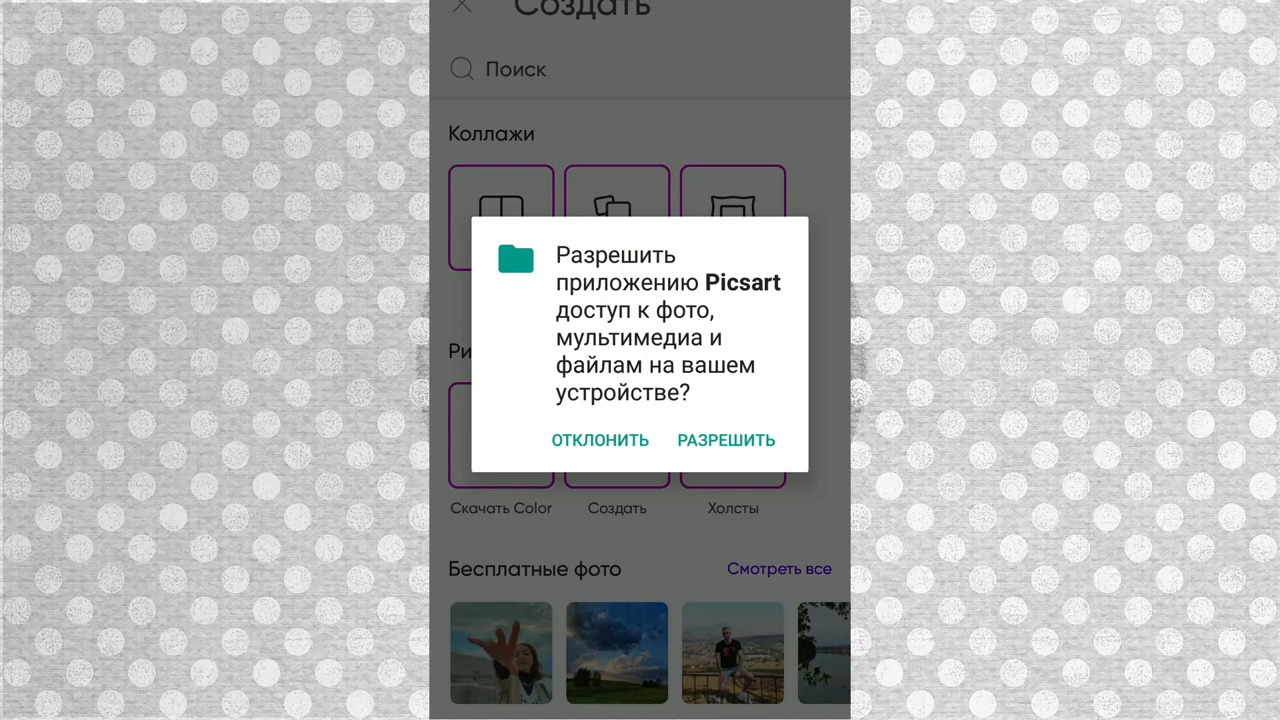 Создать
Поиск
Коллажи
Разрешить
приложению Picsart
доступ к фото,
мультимедиа и
файлам на вашем
устройстве?
ОТКЛОНИТЬ РАЗРЕШИТЬ
Ри
Скачать Color Создать Холсты
Бесплатные фото Смотреть все